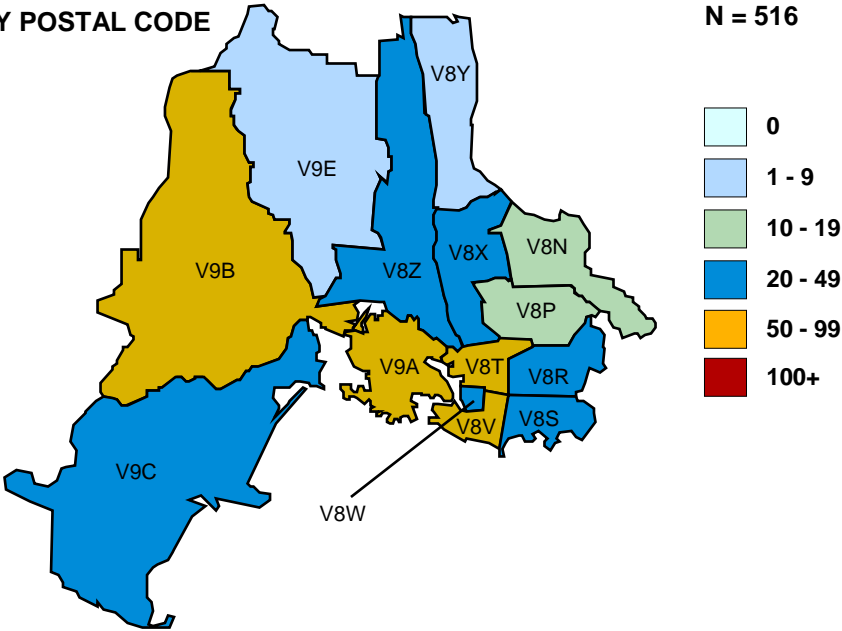 Y POSTAL CODE
N = 516
0
1 - 9
10 - 19
20 - 49
50 - 99
100+
V8Y
V9E
V8N
V8X
V9B
V8Z
V8P
V9A
V8T
V8R
V8S
V8V
V9C
V8W